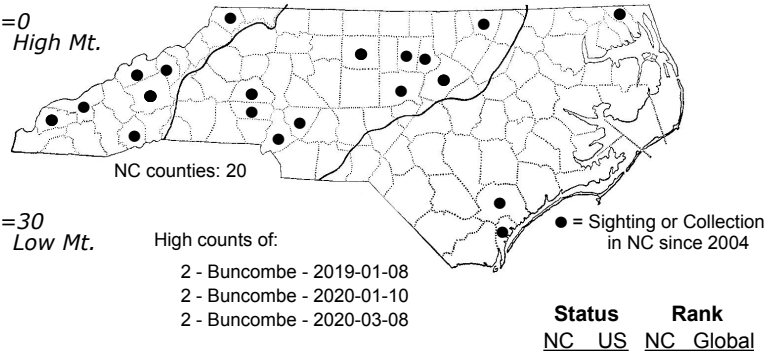 =0
High Mt.
NC counties: 20
=30
Low Mt.
High counts of:
2 - Buncombe - 2019-01-08
2 - Buncombe - 2020-01-10
2 - Buncombe - 2020-03-08
● = Sighting or Collection
in NC since 2004
Status Rank
NC US NC Global